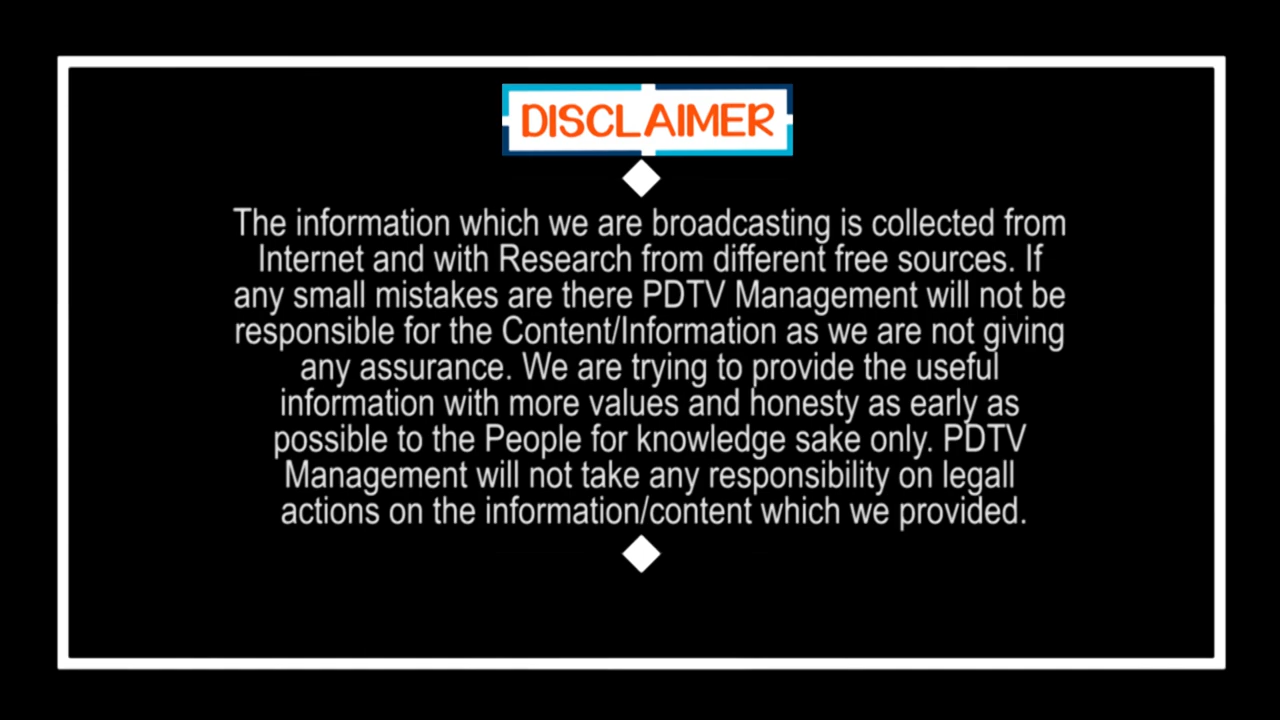 DISCLAIMER
The information which we are broadcasting is collected from
Internet and with Research from different free sources. If
any small mistakes are there PDTV Management will not be
responsible for the Content/Information as we are not giving
any assurance. We are trying to provide the useful
information with more values and honesty as early as
possible to the People for knowledge sake only. PDTV
Management will not take any responsibility on legall
actions on the information/content which we provided.